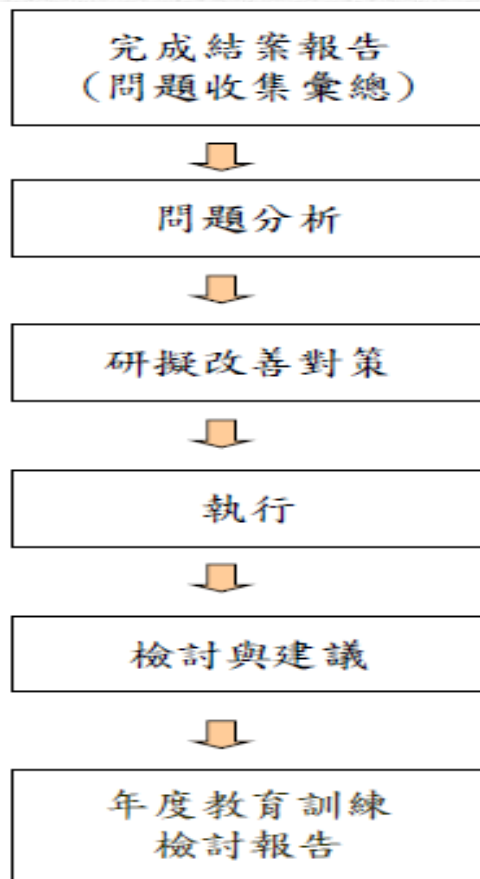 完成結案報告
（問題收集彙總）
問題分析
研擬改善對策
執行
檢討與建議
年度教育訓練
檢討報告